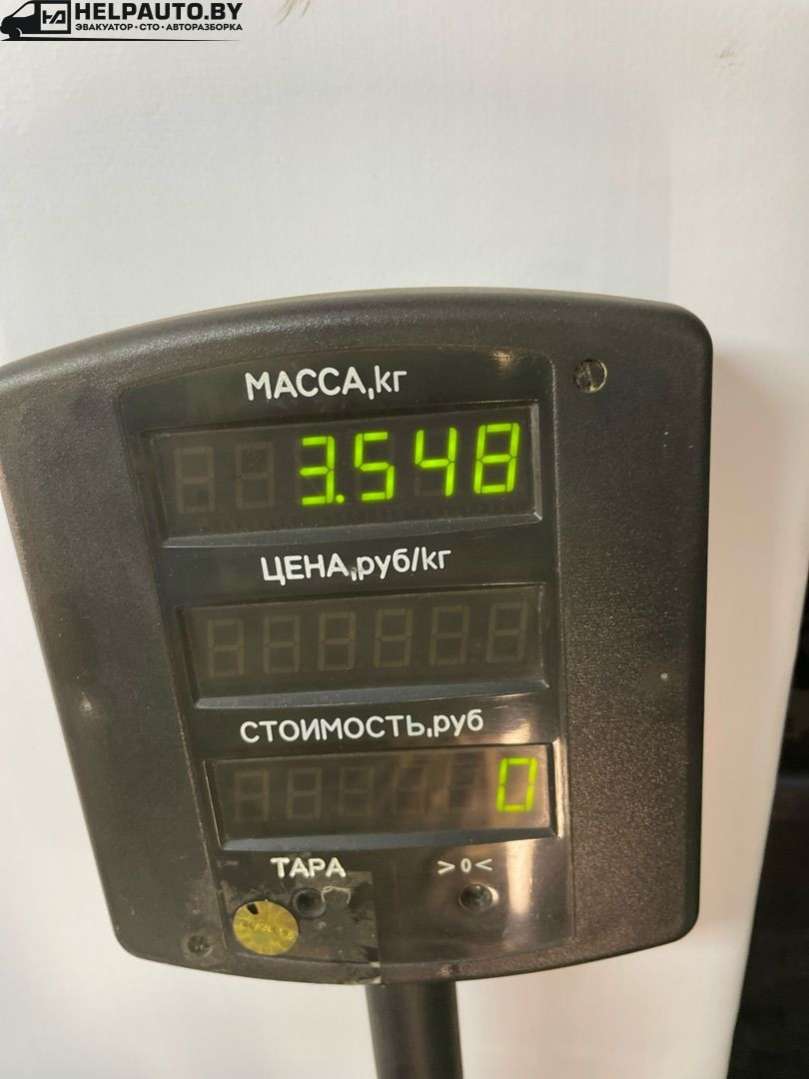 HELPAUTO.BY
ЭВАКУАТОР • СТО • АВТОРАЗБОРКА
МАССА,кг
3.548
ЦЕНА,руб/кг
СТОИМОСТЬ,руб
0
ТАРА >0<